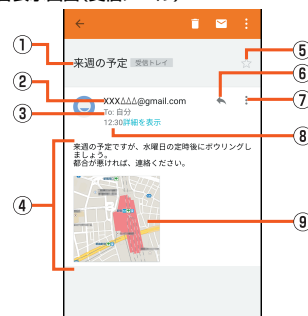 ①
来週の予定 受信トレイ
⑤
②
⑥
XXX△△△@gmail.com
③
To: 自分
⑦
12:30詳細を表示
⑧
来週の予定ですが、水曜日の定時後にボウリングし
ましょう。
都合が悪ければ、連絡ください。
④
⑨